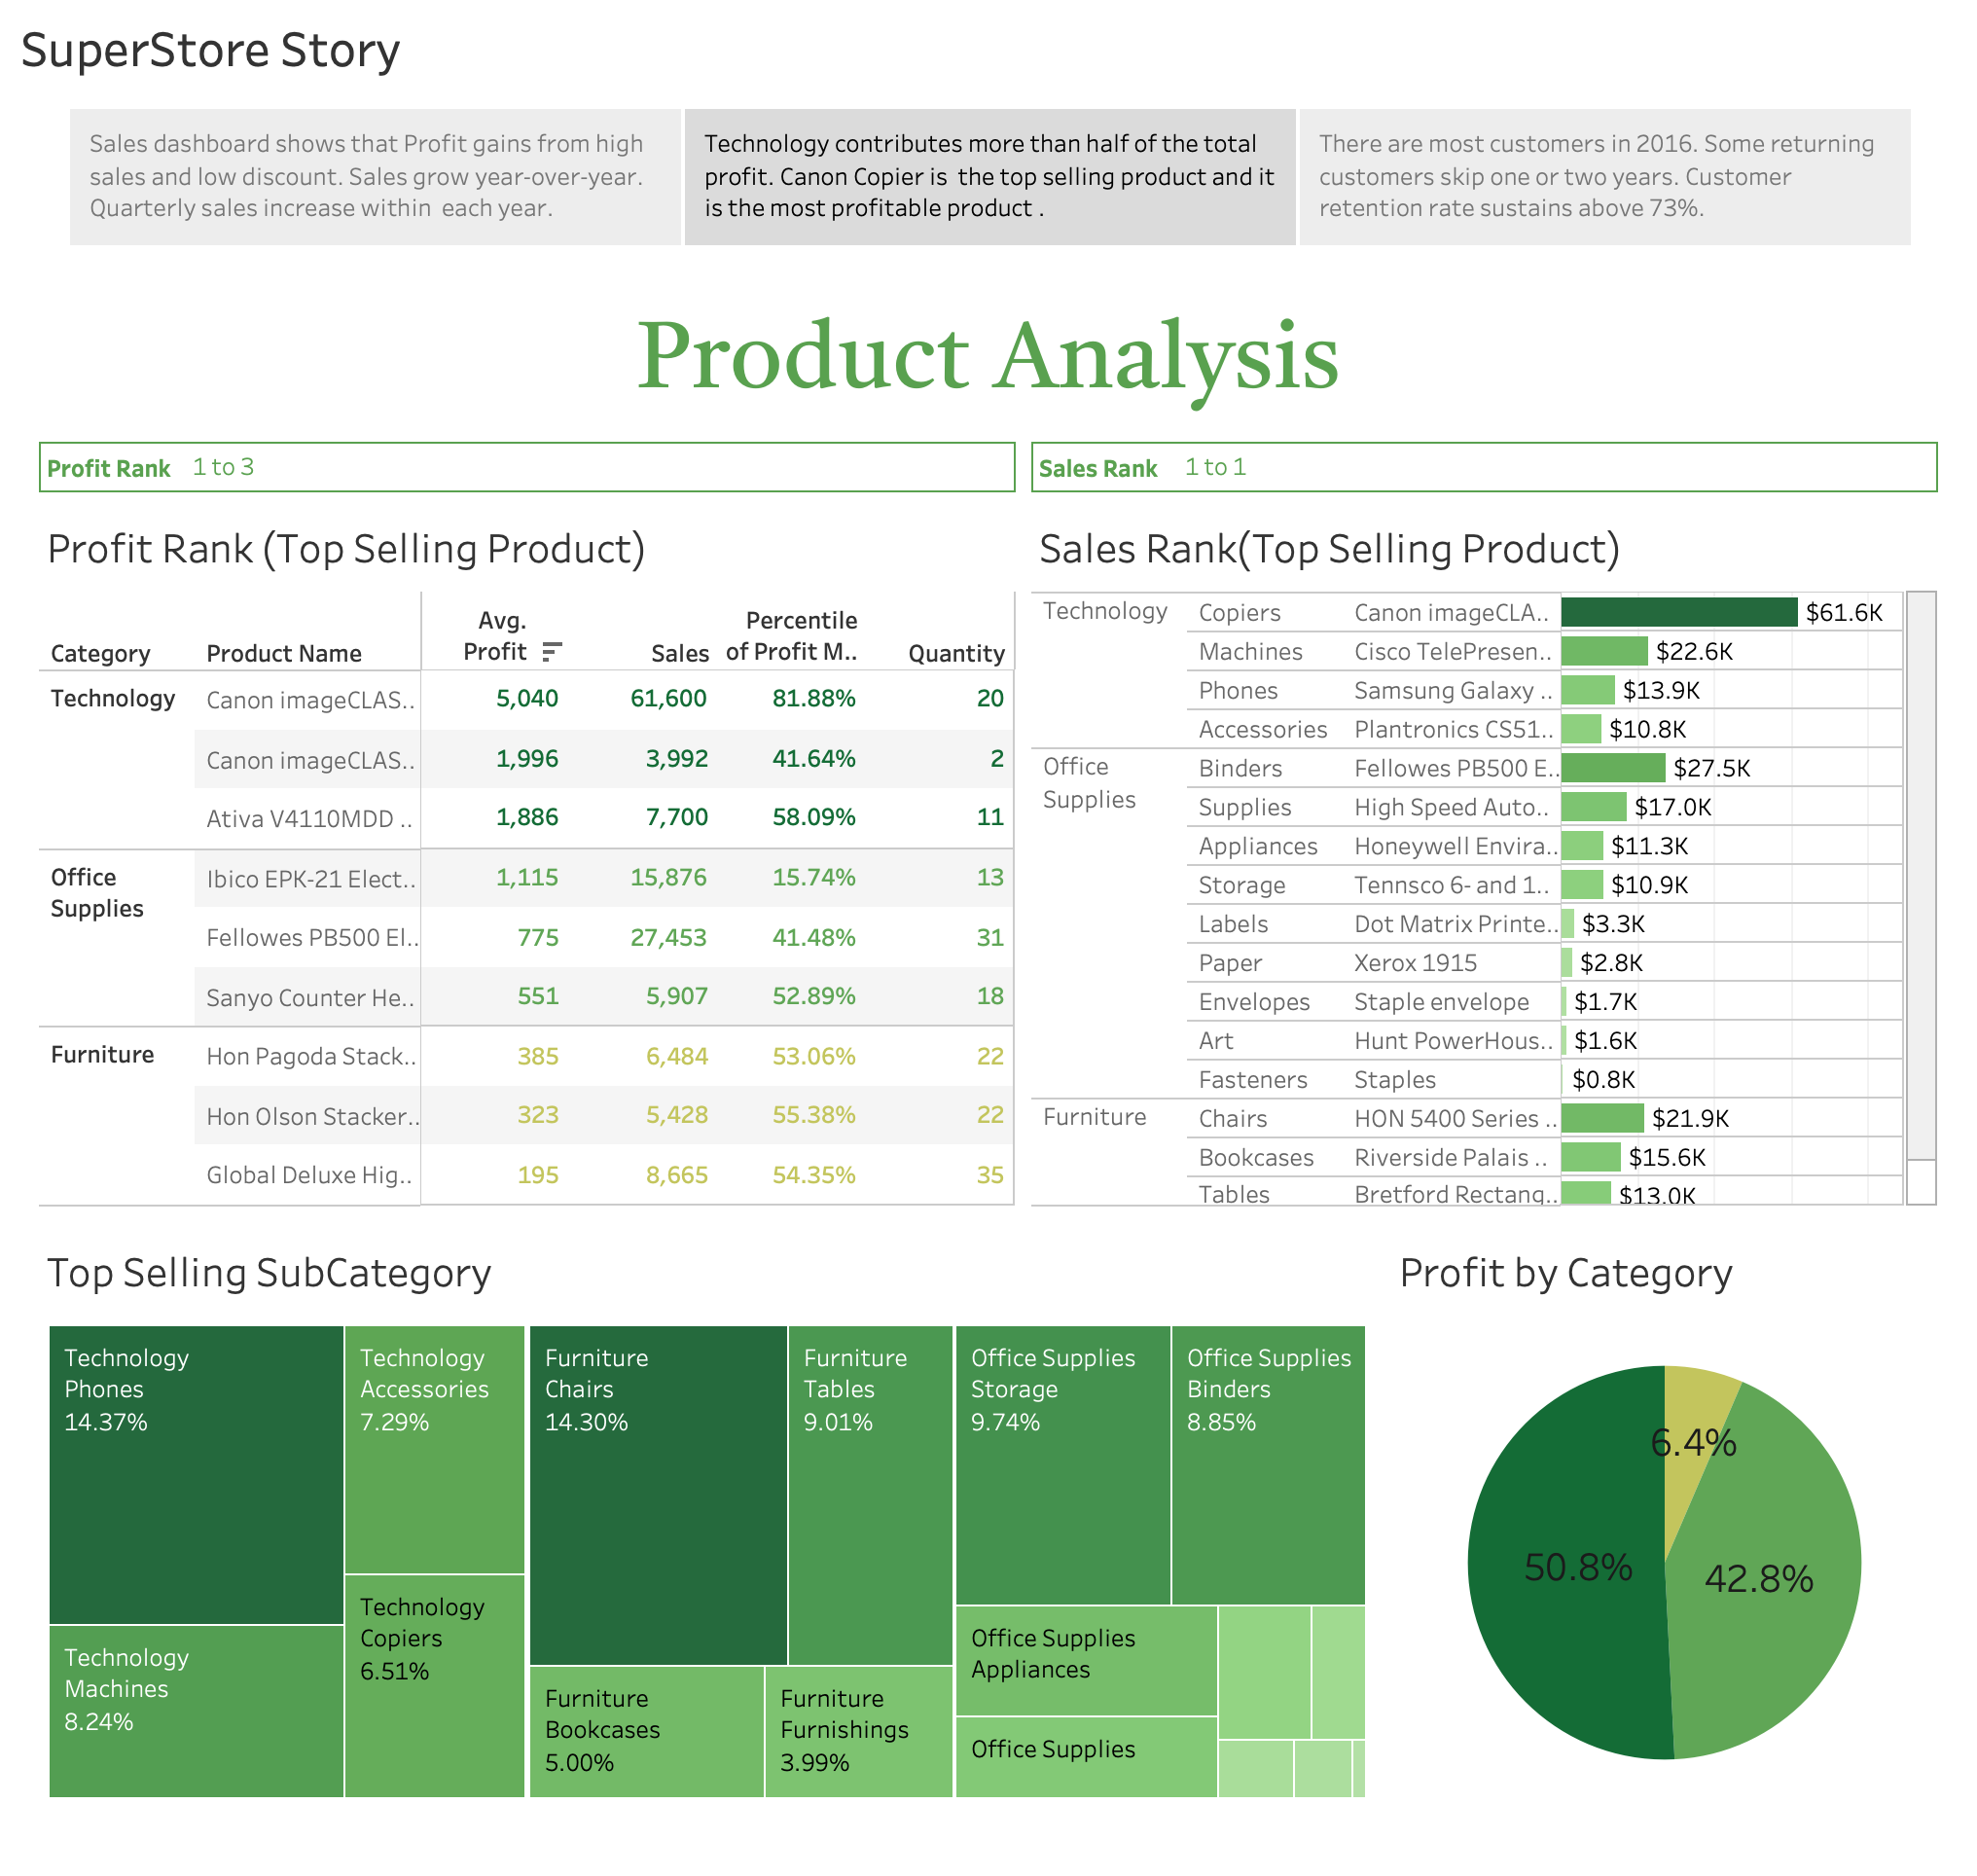 SuperStore Story
Sales dashboard shows that Profit gains from high
sales and low discount. Sales grow year-over-year.
Quarterly sales increase within each year.
Technology contributes more than half of the total
profit. Canon Copier is the top selling product and it
is the most profitable product .
There are most customers in 2016. Some returning
customers skip one or two years. Customer
retention rate sustains above 73%.
Product Analysis
Profit Rank 1 to 3
Sales Rank 1 to 1
Profit Rank (Top Selling Product)
Category Product Name Avg. Profit Sales Percentile of Profit M.. Quantity
Technology Canon imageCLAS.. 5,040 61,600 81.88% 20
Canon imageCLAS.. 1,996 3,992 41.64% 2
Ativa V4110MDD .. 1,886 7,700 58.09% 11
Office Supplies Ibico EPK-21 Elect.. 1,115 15,876 15.74% 13
Fellowes PB500 El.. 775 27,453 41.48% 31
Sanyo Counter He.. 551 5,907 52.89% 18
Furniture Hon Pagoda Stack.. 385 6,484 53.06% 22
Hon Olson Stacker.. 323 5,428 55.38% 22
Global Deluxe Hig.. 195 8,665 54.35% 35
Sales Rank(Top Selling Product)
Technology Copiers Canon imageCLA.. $61.6K
Machines Cisco TelePresen.. $22.6K
Phones Samsung Galaxy .. $13.9K
Accessories Plantronics CS51.. $10.8K
Office Supplies Binders Fellowes PB500 E.. $27.5K
Supplies High Speed Auto.. $17.0K
Appliances Honeywell Envira.. $11.3K
Storage Tennsco 6- and 1.. $10.9K
Labels Dot Matrix Printe.. $3.3K
Paper Xerox 1915 $2.8K
Envelopes Staple envelope $1.7K
Art Hunt PowerHous.. $1.6K
Fasteners Staples $0.8K
Furniture Chairs HON 5400 Series .. $21.9K
Bookcases Riverside Palais .. $15.6K
Tables Bretford Rectang.. $13.0K
Top Selling SubCategory
Technology
Phones
14.37%
Technology
Machines
8.24%
Technology
Accessories
7.29%
Technology
Copiers
6.51%
Furniture
Chairs
14.30%
Furniture
Tables
9.01%
Furniture
Bookcases
5.00%
Furniture
Furnishings
3.99%
Office Supplies
Storage
9.74%
Office Supplies
Binders
8.85%
Office Supplies
Appliances
Office Supplies
Profit by Category
6.4%
50.8%
42.8%